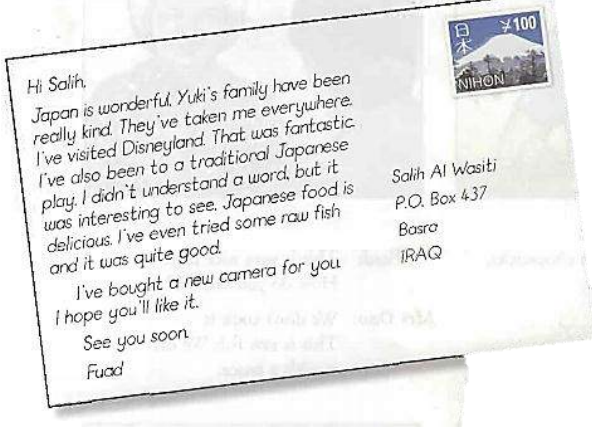 Hi Salih,
Japan is wonderful. Yuki's family have been
really kind. They've taken me everywhere.
I've visited Disneyland. That was fantastic.
I've also been to a traditional Japanese
play. I didn't understand a word, but it
was interesting to see. Japanese food is
delicious. I've even tried some raw fish
and it was quite good.
I've bought a new camera for you.
I hope you'll like it.
See you soon.
Fuad
日本
¥100
NIHON
Salih Al Wasiti
P.O. Box 437
Basra
IRAQ